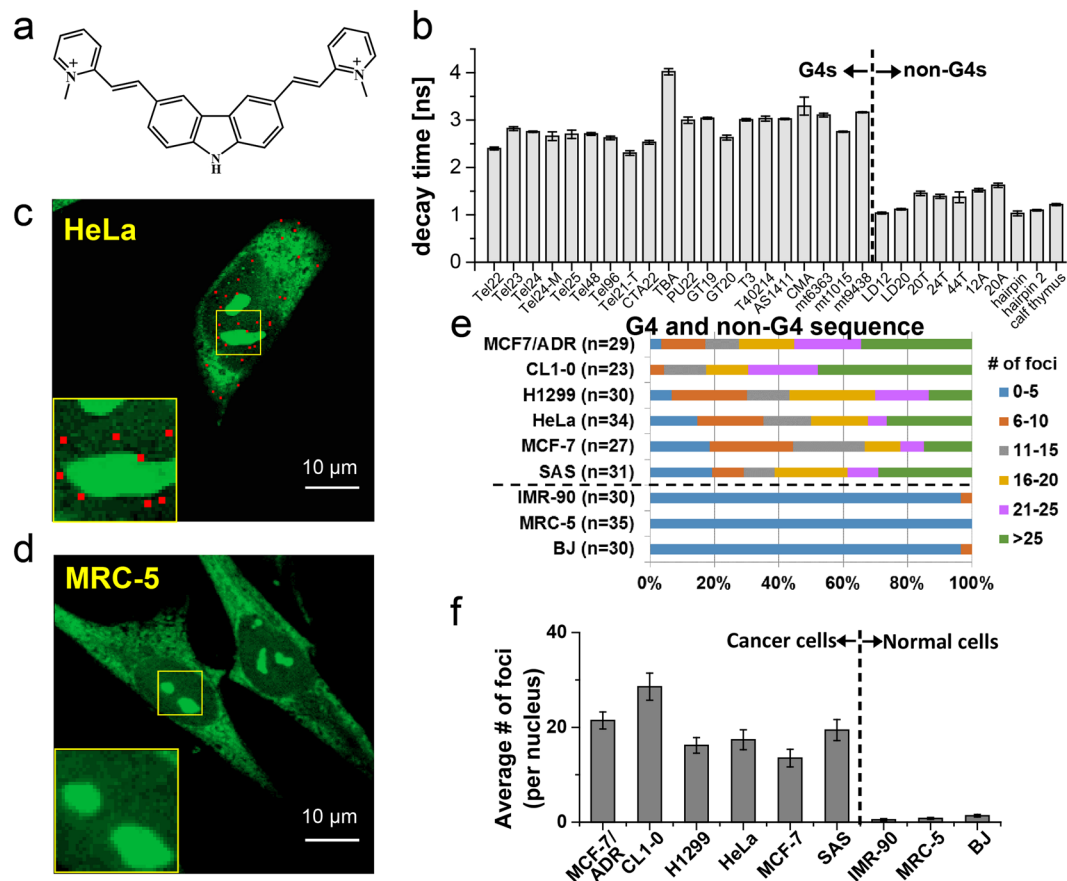 a
N
+
N
+
N
H
b
decay time [ns]
4
3
2
1
0
G4s
non-G4s
Tel22
Tel23
Tel24
Tel24-M
Tel25
Tel48
Tel96
Tel21-T
CTA22
TBA
PU22
GT19
GT20
T3
T40214
AS1411
CMA
mt6363
mt1015
mt9438
LD12
LD20
20T
24T
44T
12A
20A
hairpin
hairpin 2
calf thymus
G4 and non-G4 sequence
c
HeLa
10 µm
d
MRC-5
10 µm
e
MCF7/ADR (n=29)
CL1-0 (n=23)
H1299 (n=30)
HeLa (n=34)
MCF-7 (n=27)
SAS (n=31)
IMR-90 (n=30)
MRC-5 (n=35)
BJ (n=30)
0% 20% 40% 60% 80% 100%
# of foci
0-5
6-10
11-15
16-20
21-25
>25
f
Average # of foci
(per nucleus)
40
20
0
Cancer cells
Normal cells
MCF-7/
ADR
CL1-0
H1299
HeLa
MCF-7
SAS
IMR-90
MRC-5
BJ